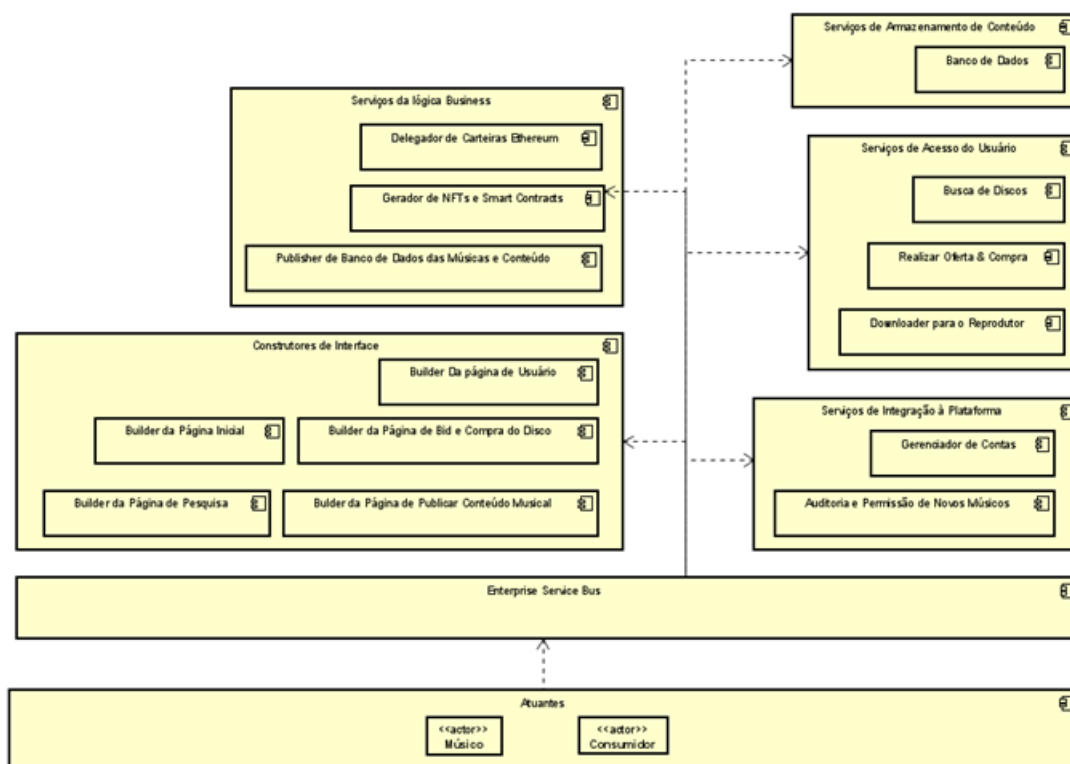 Serviços de Armazenamento de Conteúdo
Banco de Dados
Serviços da lógica Business
Delegador de Carteiras Ethereum
Gerador de NFTs e Smart Contracts
Publisher de Banco de Dados das Músicas e Conteúdo
Serviços de Acesso do Usuário
Busca de Discos
Realizar Oferta & Compra
Downloader para o Reprodutor
Construtores de Interface
Builder Da página de Usuário
Builder da Página Inicial
Builder da Página de Bid e Compra do Disco
Builder da Página de Pesquisa
Bulder da Página de Publicar Conteúdo Musical
Serviços de Integração à Plataforma
Gerenciador de Contas
Auditoria e Permissão de Novos Músicos
Enterprise Service Bus
Atuantes
<<actor>>
Músico
<<actor>>
Consumidor